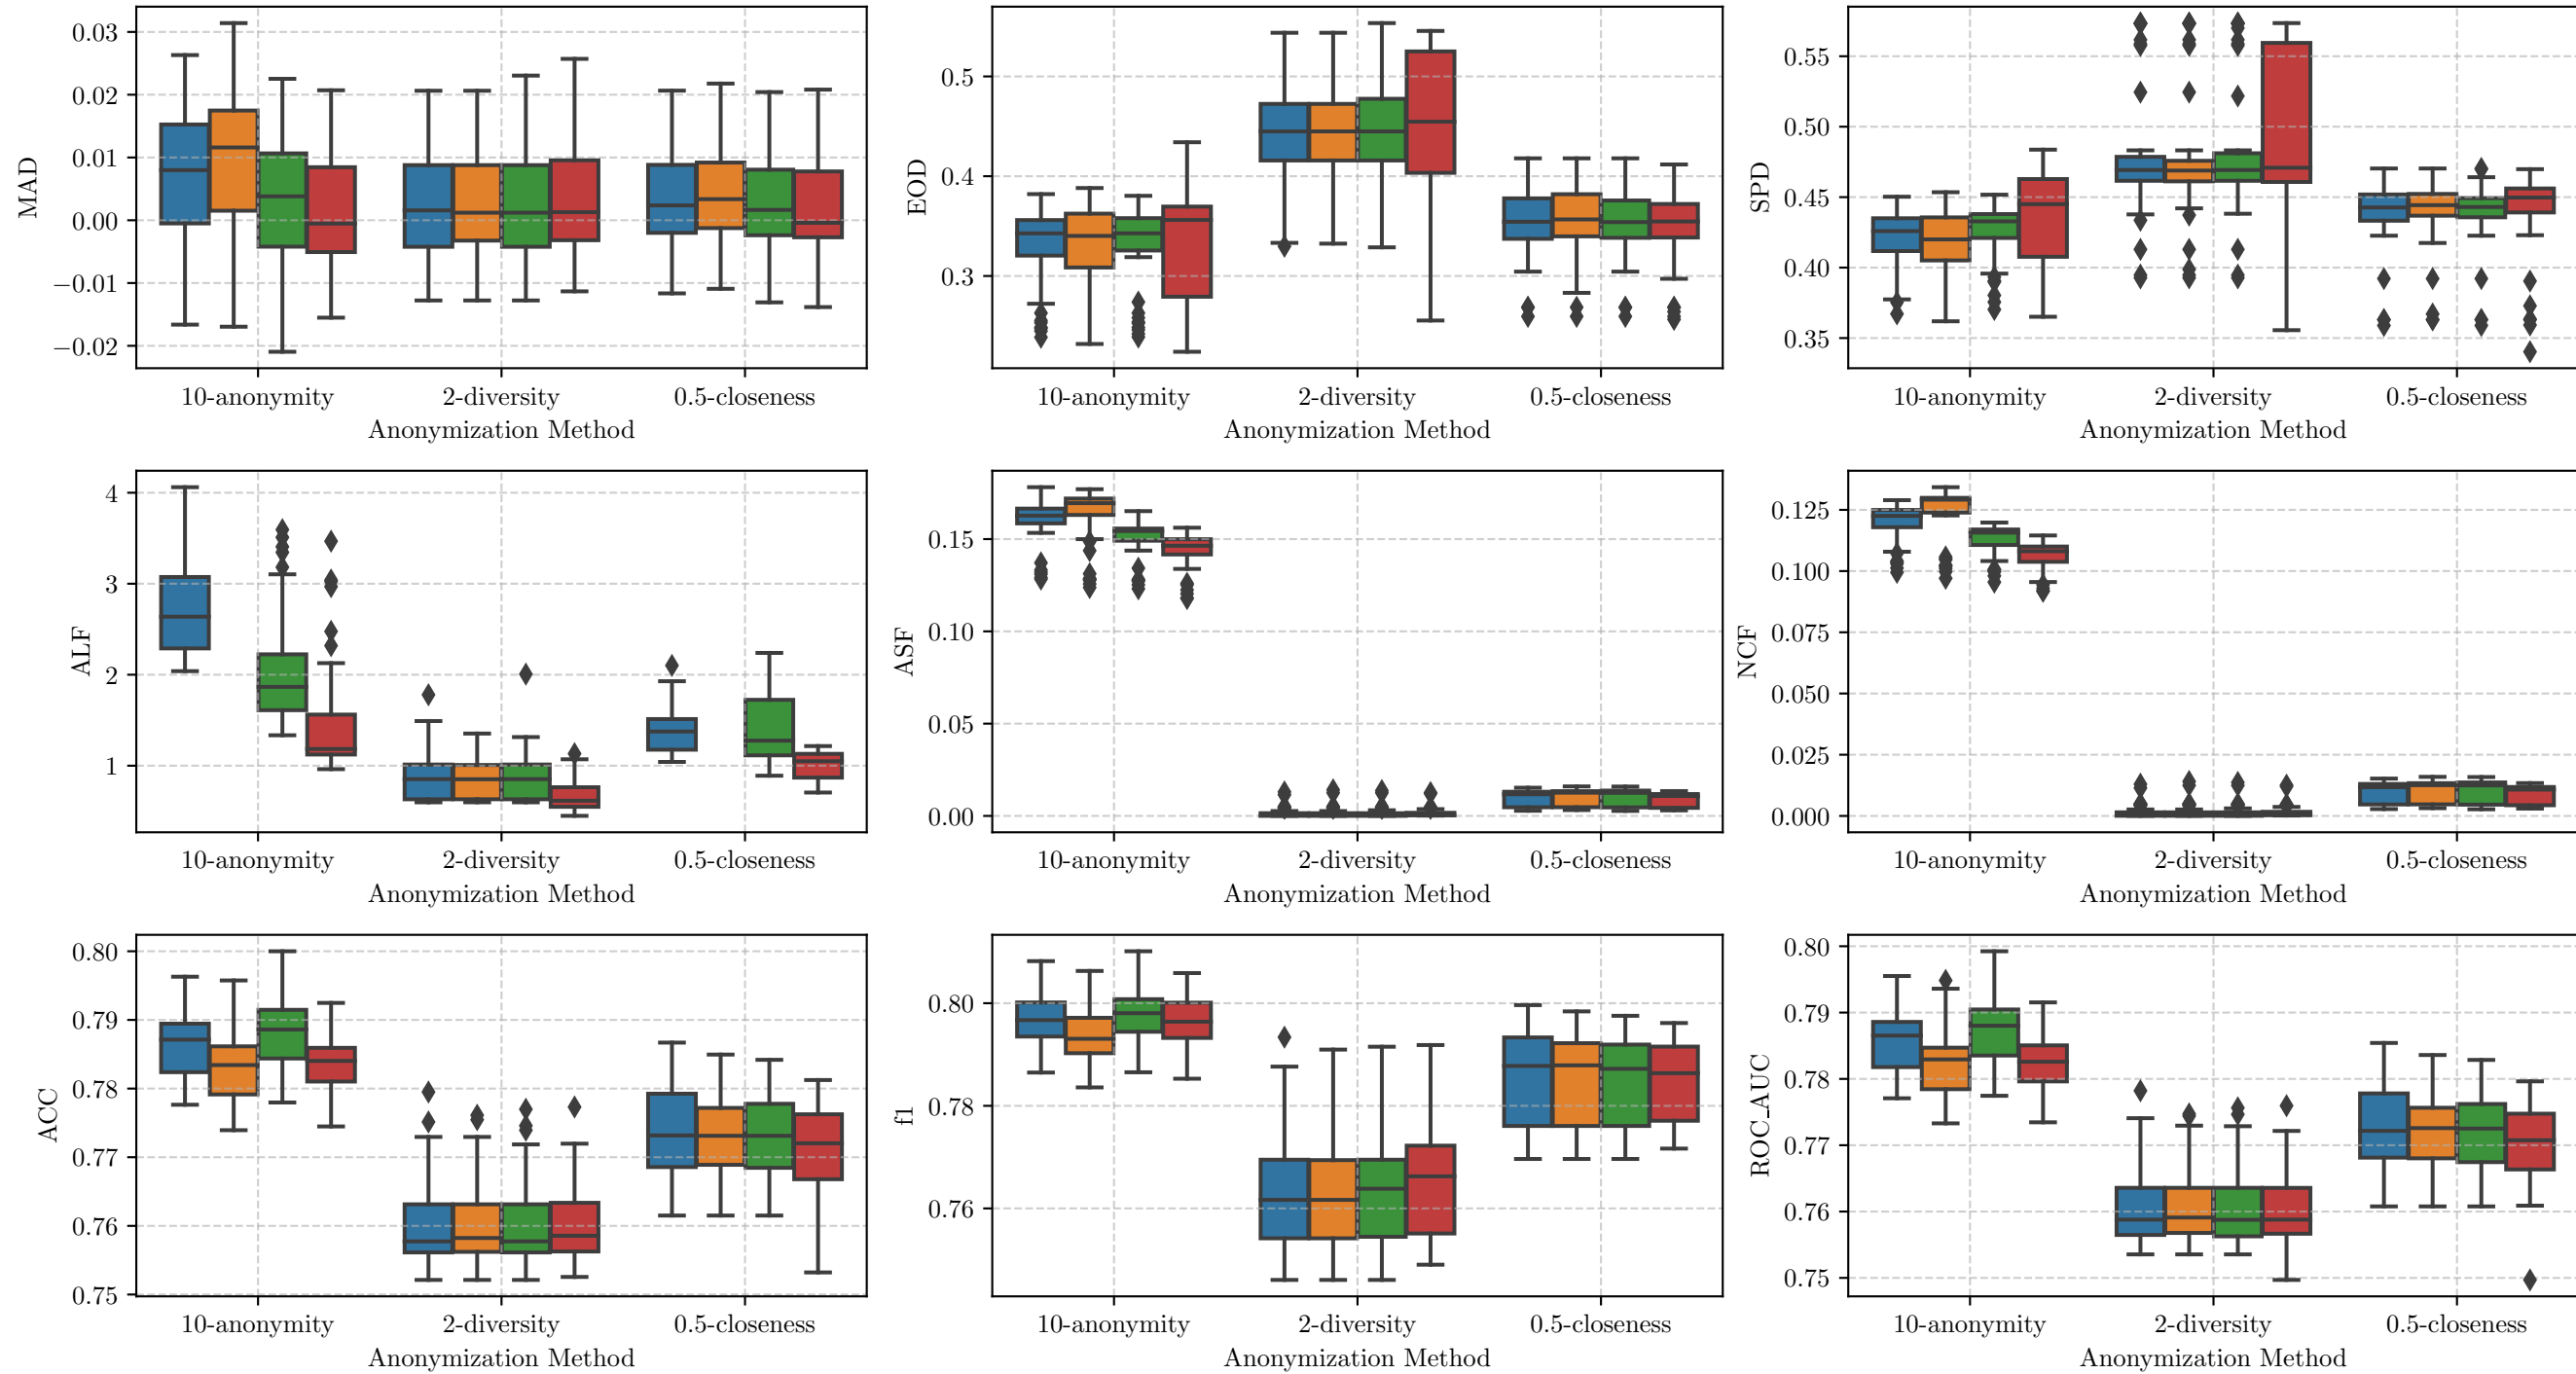 MAD
0.03
0.02
0.01
0.00
−0.01
−0.02
10-anonymity 2-diversity 0.5-closeness
Anonymization Method
EOD
0.5
0.4
0.3
10-anonymity 2-diversity 0.5-closeness
Anonymization Method
SPD
0.55
0.50
0.45
0.40
0.35
10-anonymity 2-diversity 0.5-closeness
Anonymization Method
ALF
4
3
2
1
10-anonymity 2-diversity 0.5-closeness
Anonymization Method
ASF
0.15
0.10
0.05
0.00
10-anonymity 2-diversity 0.5-closeness
Anonymization Method
NCF
0.125
0.100
0.075
0.050
0.025
0.000
10-anonymity 2-diversity 0.5-closeness
Anonymization Method
ACC
0.80
0.79
0.78
0.77
0.76
0.75
10-anonymity 2-diversity 0.5-closeness
Anonymization Method
f1
0.80
0.78
0.76
10-anonymity 2-diversity 0.5-closeness
Anonymization Method
ROC_AUC
0.80
0.79
0.78
0.77
0.76
0.75
10-anonymity 2-diversity 0.5-closeness
Anonymization Method